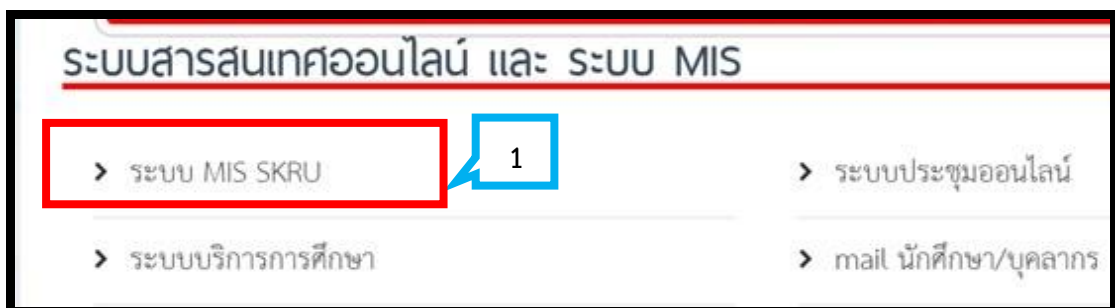 ระบบสารสนเทศออนไลน์ และ ระบบ MIS
ระบบ MIS SKRU
1
ระบบประชุมออนไลน์
ระบบบริการการศึกษา
mail นักศึกษา/บุคลากร